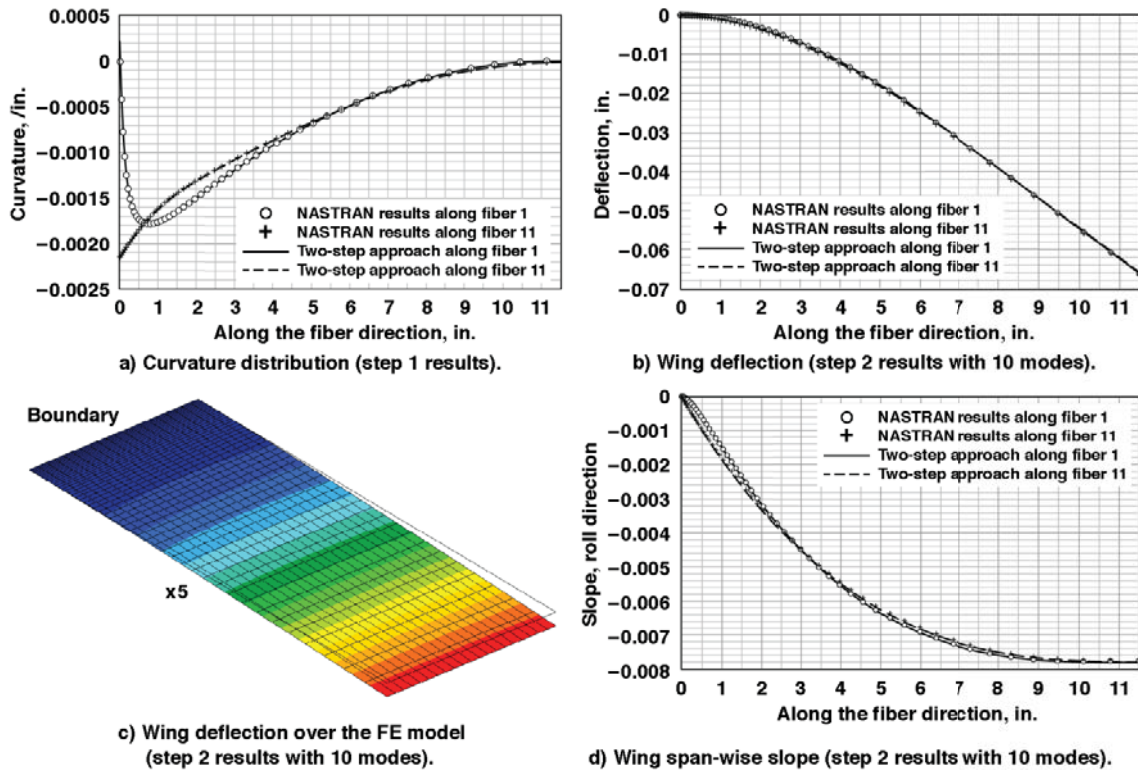 0.0005
0
−0.0005
−0.0010
−0.0015
−0.0020
−0.0025
Curvature, /in.
NASTRAN results along fiber 1
NASTRAN results along fiber 11
Two-step approach along fiber 1
Two-step approach along fiber 11
0 1 2 3 4 5 6 7 8 9 10 11
Along the fiber direction, in.
a) Curvature distribution (step 1 results).
0
−0.01
−0.02
−0.03
−0.04
−0.05
−0.06
−0.07
Deflection, in.
NASTRAN results along fiber 1
NASTRAN results along fiber 11
Two-step approach along fiber 1
Two-step approach along fiber 11
0 1 2 3 4 5 6 7 8 9 10 11
Along the fiber direction, in.
b) Wing deflection (step 2 results with 10 modes).
Boundary
x5
c) Wing deflection over the FE model
(step 2 results with 10 modes).
0
−0.001
−0.002
−0.003
−0.004
−0.005
−0.006
−0.007
−0.008
Slope, roll direction
NASTRAN results along fiber 1
NASTRAN results along fiber 11
Two-step approach along fiber 1
Two-step approach along fiber 11
0 1 2 3 4 5 6 7 8 9 10 11
Along the fiber direction, in.
d) Wing span-wise slope (step 2 results with 10 modes).